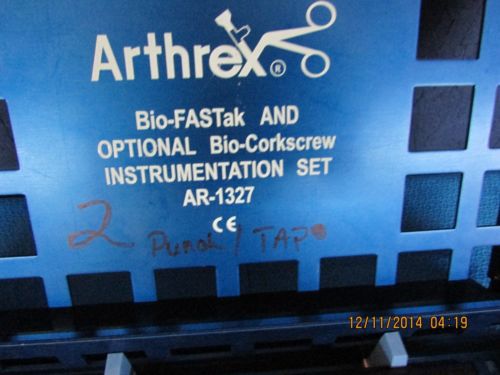 Arthrex®
Bio-FASTak AND
OPTIONAL Bio-Corkscrew
INSTRUMENTATION SET
AR-1327
CE
2 Punch / TAPS
12/11/2014 04:19